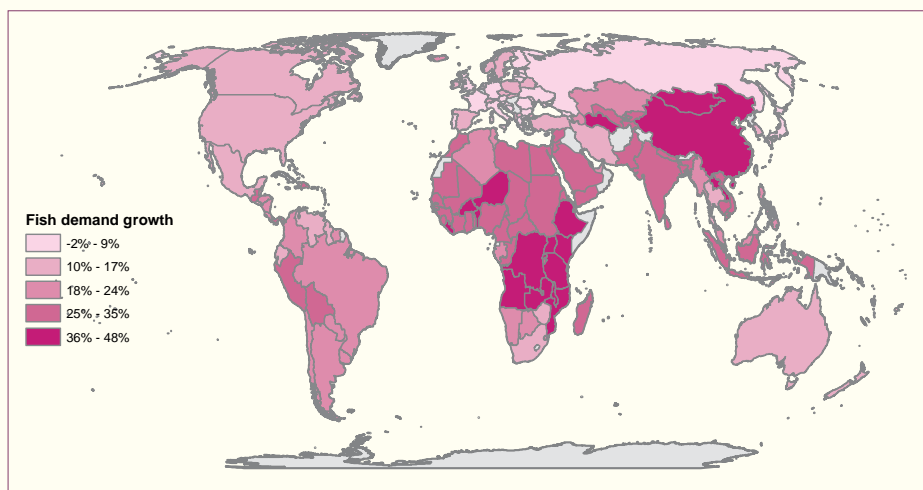 Fish demand growth
-2% - 9%
10% - 17%
18% - 24%
25% - 35%
36% - 48%